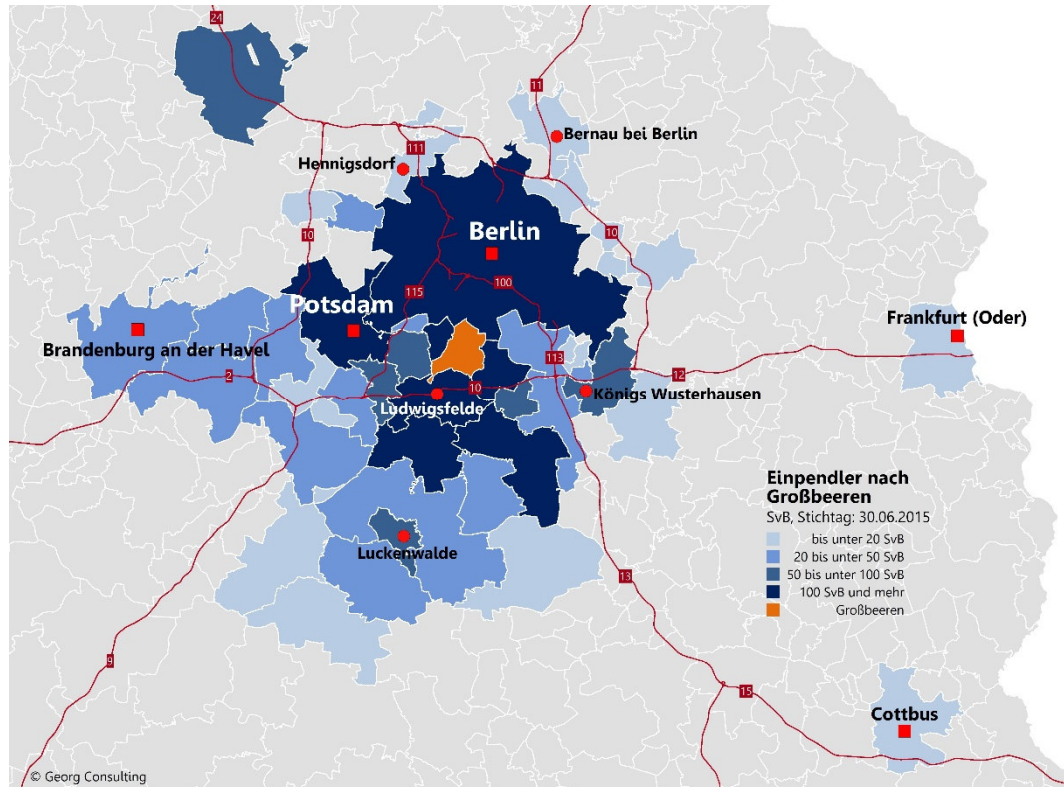 24
11
Bernau bei Berlin
111
Hennigsdorf
Berlin
10
10
100
115
Potsdam
Frankfurt (Oder)
Brandenburg an der Havel
113
12
2
10
Ludwigsfelde
Königs Wusterhausen
Einpendler nach
Großbeeren
SvB, Stichtag: 30.06.2015
bis unter 20 SvB
20 bis unter 50 SvB
50 bis unter 100 SvB
100 SvB und mehr
Großbeeren
Luckenwalde
13
9
15
Cottbus
© Georg Consulting